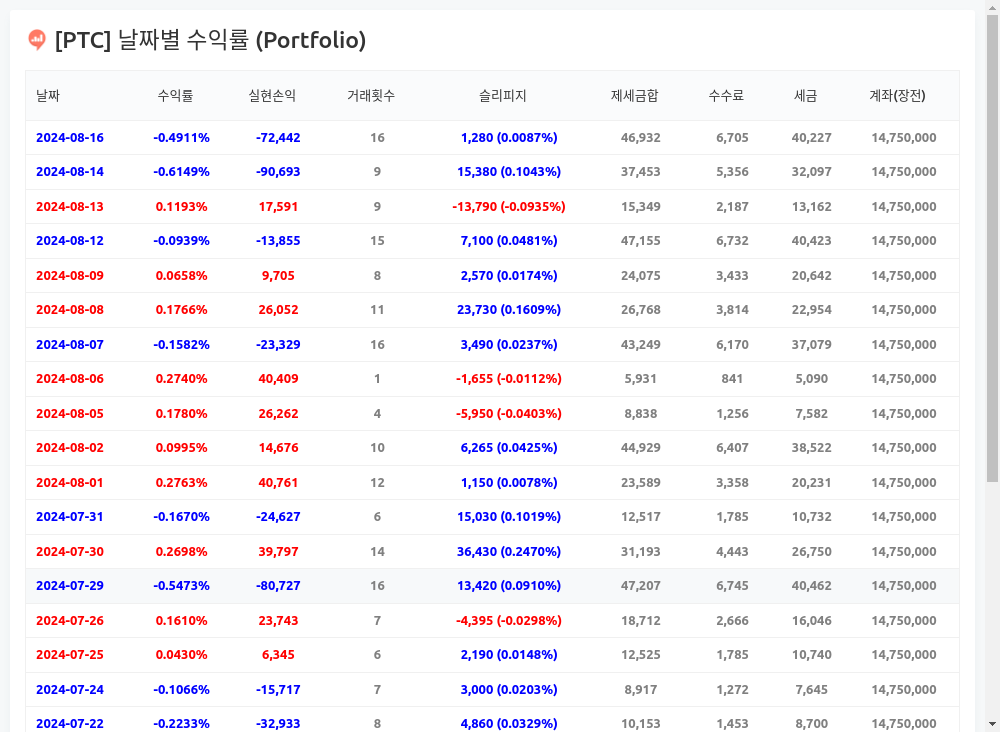 [PTC] 날짜별 수익률 (Portfolio)
날짜 수익률 실현손익 거래횟수 슬리피지 제세금합 수수료 세금 계좌(장전)
2024-08-16 -0.4911% -72,442 16 1,280 (0.0087%) 46,932 6,705 40,227 14,750,000
2024-08-14 -0.6149% -90,693 9 15,380 (0.1043%) 37,453 5,356 32,097 14,750,000
2024-08-13 0.1193% 17,591 9 -13,790 (-0.0935%) 15,349 2,187 13,162 14,750,000
2024-08-12 -0.0939% -13,855 15 7,100 (0.0481%) 47,155 6,732 40,423 14,750,000
2024-08-09 0.0658% 9,705 8 2,570 (0.0174%) 24,075 3,433 20,642 14,750,000
2024-08-08 0.1766% 26,052 11 23,730 (0.1609%) 26,768 3,814 22,954 14,750,000
2024-08-07 -0.1582% -23,329 16 3,490 (0.0237%) 43,249 6,170 37,079 14,750,000
2024-08-06 0.2740% 40,409 1 -1,655 (-0.0112%) 5,931 841 5,090 14,750,000
2024-08-05 0.1780% 26,262 4 -5,950 (-0.0403%) 8,838 1,256 7,582 14,750,000
2024-08-02 0.0995% 14,676 10 6,265 (0.0425%) 44,929 6,407 38,522 14,750,000
2024-08-01 0.2763% 40,761 12 1,150 (0.0078%) 23,589 3,358 20,231 14,750,000
2024-07-31 -0.1670% -24,627 6 15,030 (0.1019%) 12,517 1,785 10,732 14,750,000
2024-07-30 0.2698% 39,797 14 36,430 (0.2470%) 31,193 4,443 26,750 14,750,000
2024-07-29 -0.5473% -80,727 16 13,420 (0.0910%) 47,207 6,745 40,462 14,750,000
2024-07-26 0.1610% 23,743 7 -4,395 (-0.0298%) 18,712 2,666 16,046 14,750,000
2024-07-25 0.0430% 6,345 6 2,190 (0.0148%) 12,525 1,785 10,740 14,750,000
2024-07-24 -0.1066% -15,717 7 3,000 (0.0203%) 8,917 1,272 7,645 14,750,000
2024-07-22 -0.2233% -32,933 8 4,860 (0.0329%) 10,153 1,453 8,700 14,750,000